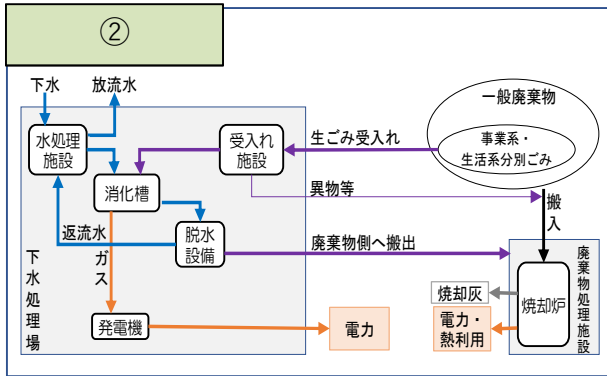 ②
下水
放流水
水処理
施設
消化槽
受入れ
施設
生ごみ受入れ
一般廃棄物
事業系・
生活系分別ごみ
異物等
搬入
返流水
ガス
脱水
設備
廃棄物側へ搬出
下水処理場
発電機
電力
焼却灰
電力・
熱利用
焼却炉
廃棄物処理施設